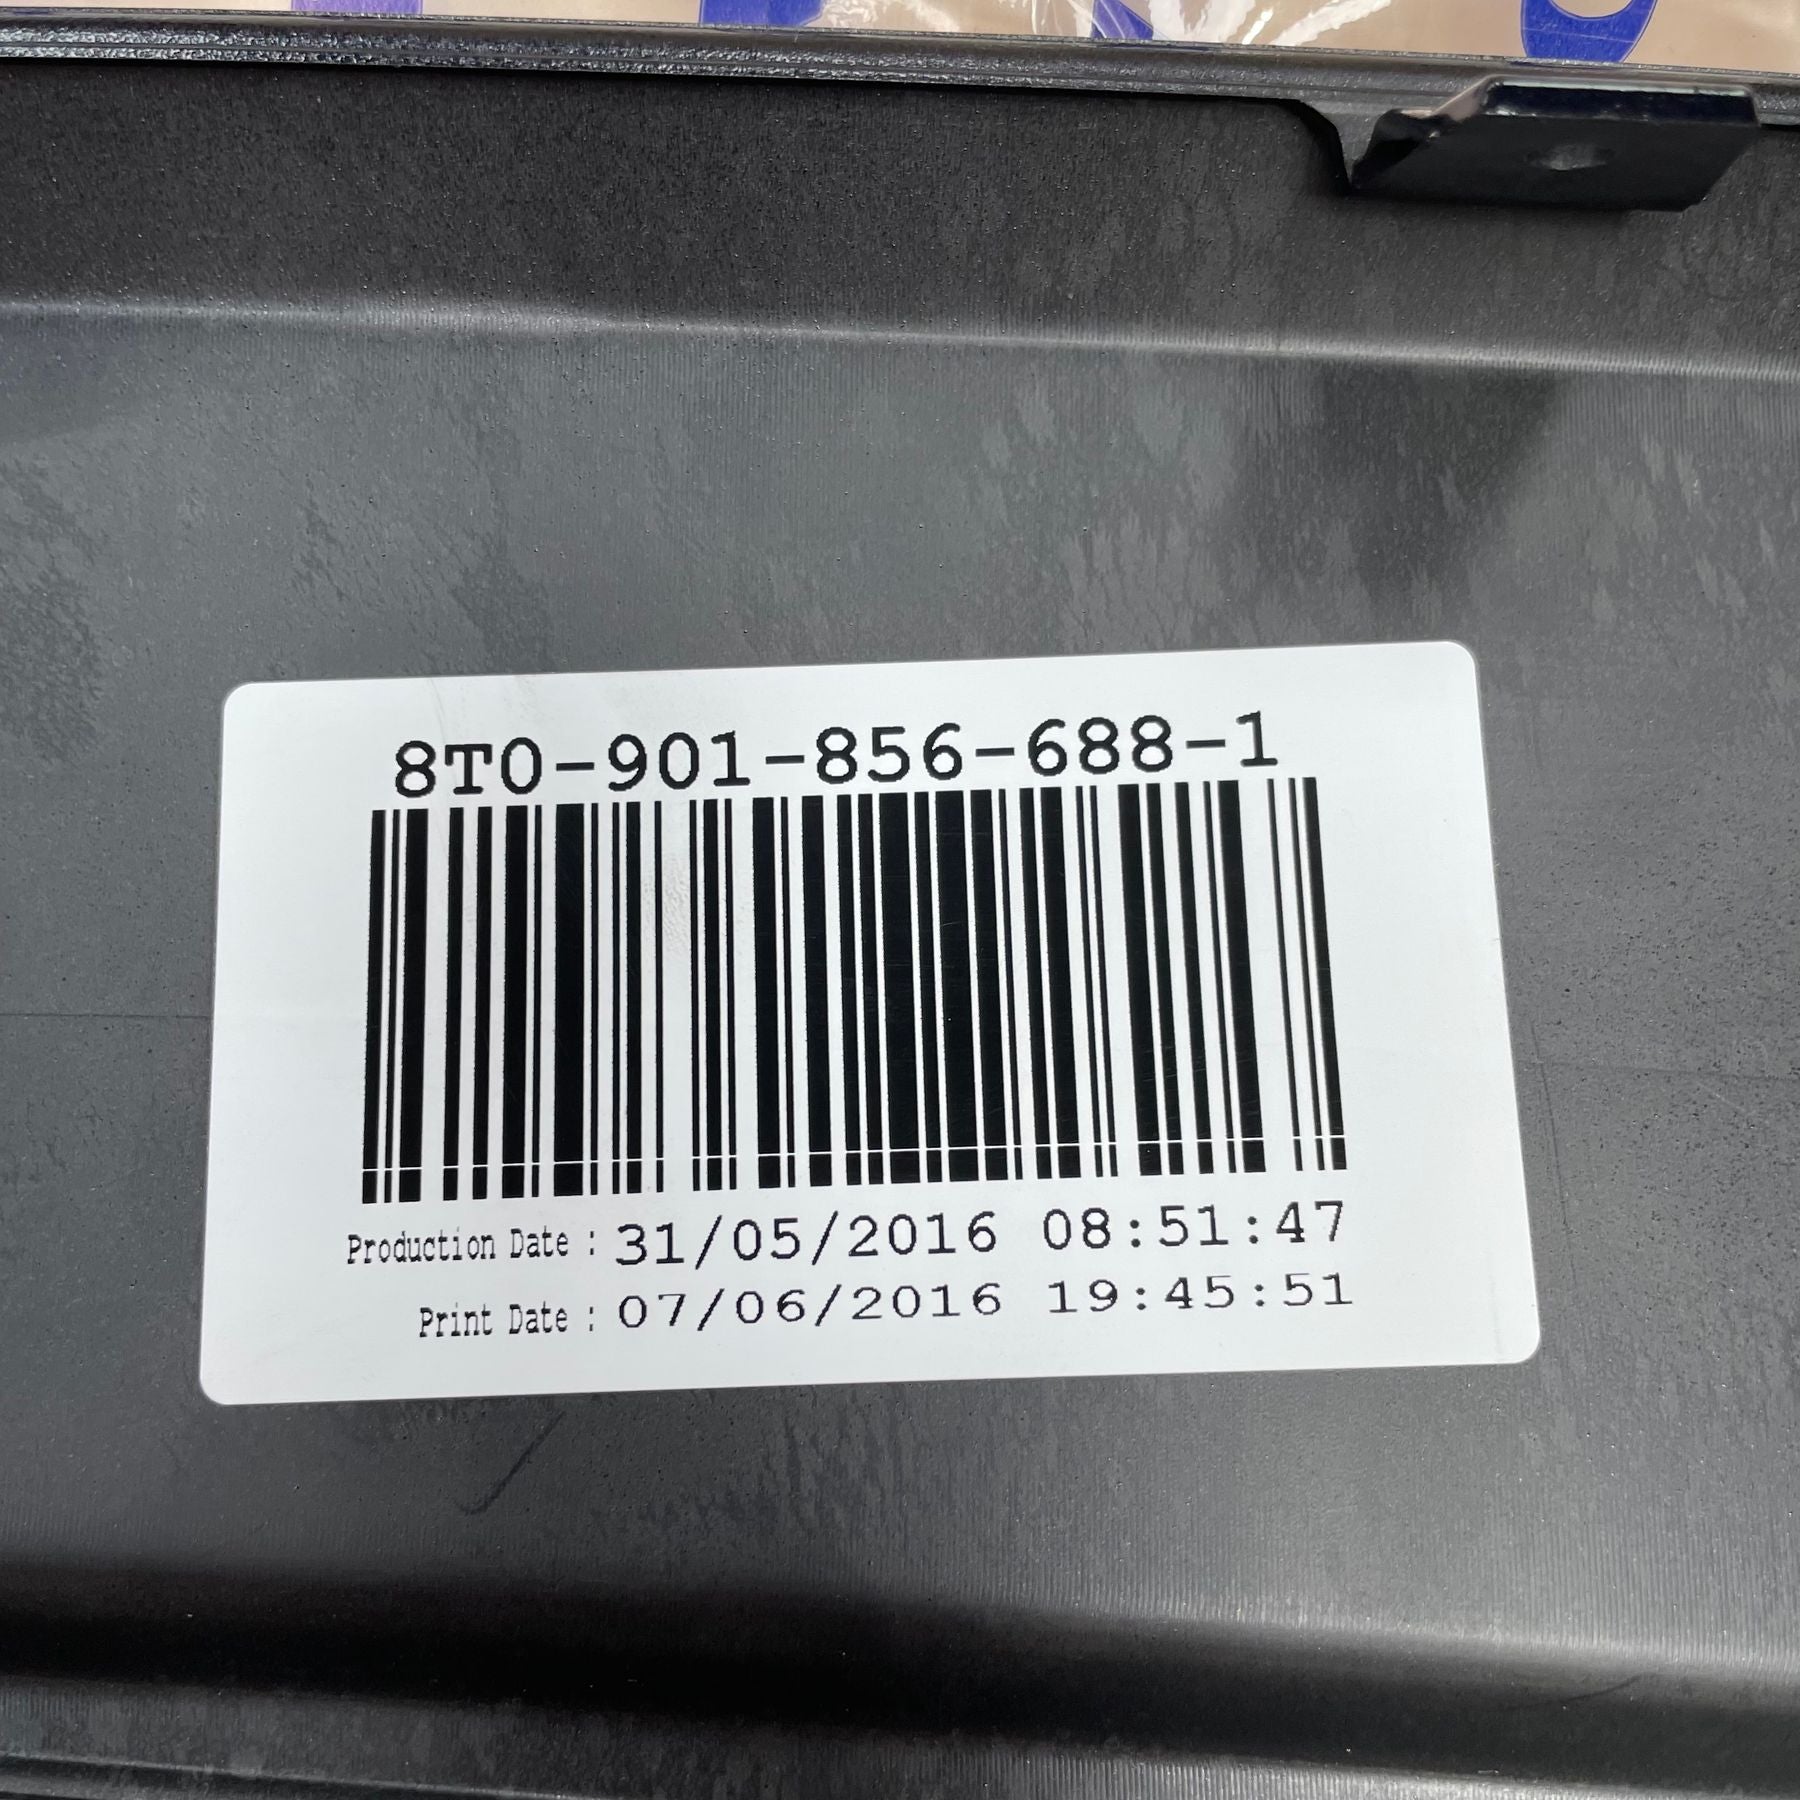 8T0-901-856-688-1
Production Date : 31/05/2016 08:51:47
Print Date : 07/06/2016 19:45:51